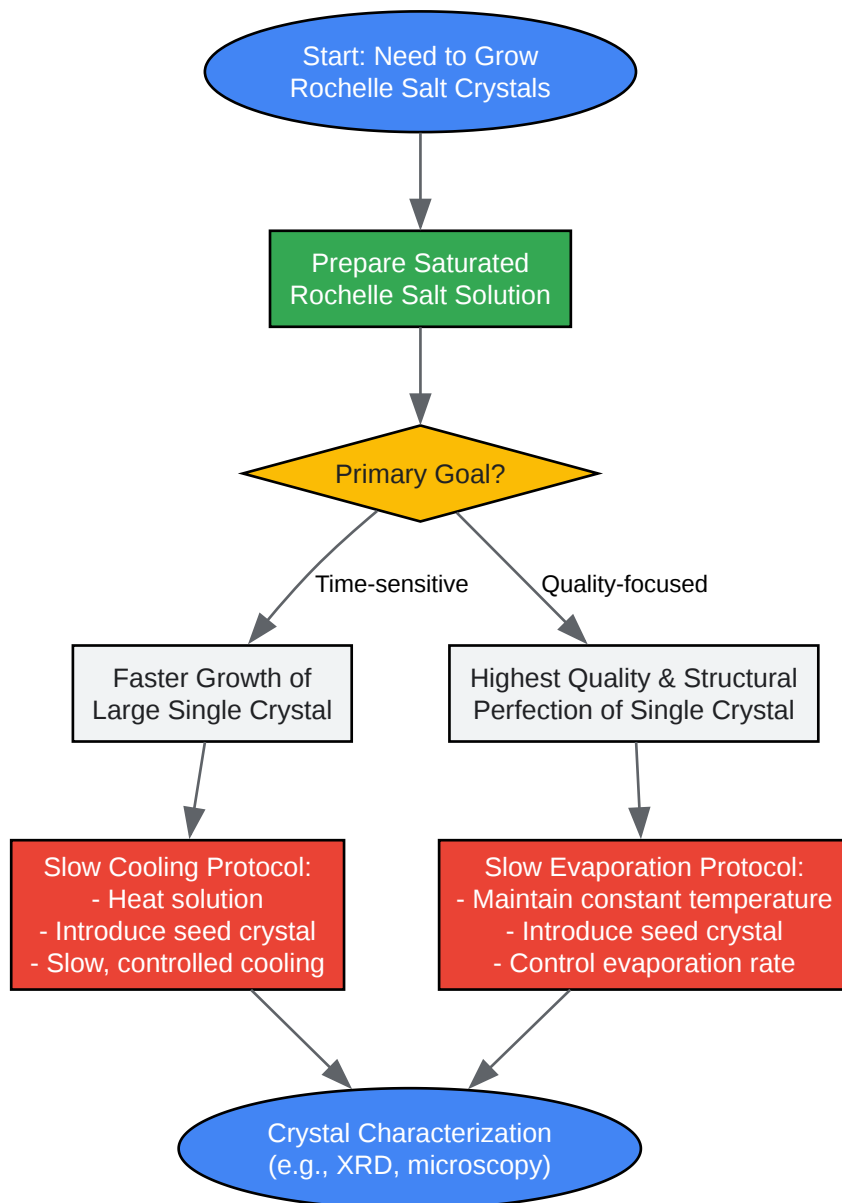 Start: Need to Grow
Rochelle Salt Crystals
Prepare Saturated
Rochelle Salt Solution
Primary Goal?
Time-sensitive
Quality-focused
Faster Growth of
Large Single Crystal
Highest Quality & Structural
Perfection of Single Crystal
Slow Cooling Protocol:
- Heat solution
- Introduce seed crystal
- Slow, controlled cooling
Slow Evaporation Protocol:
- Maintain constant temperature
- Introduce seed crystal
- Control evaporation rate
Crystal Characterization
(e.g., XRD, microscopy)